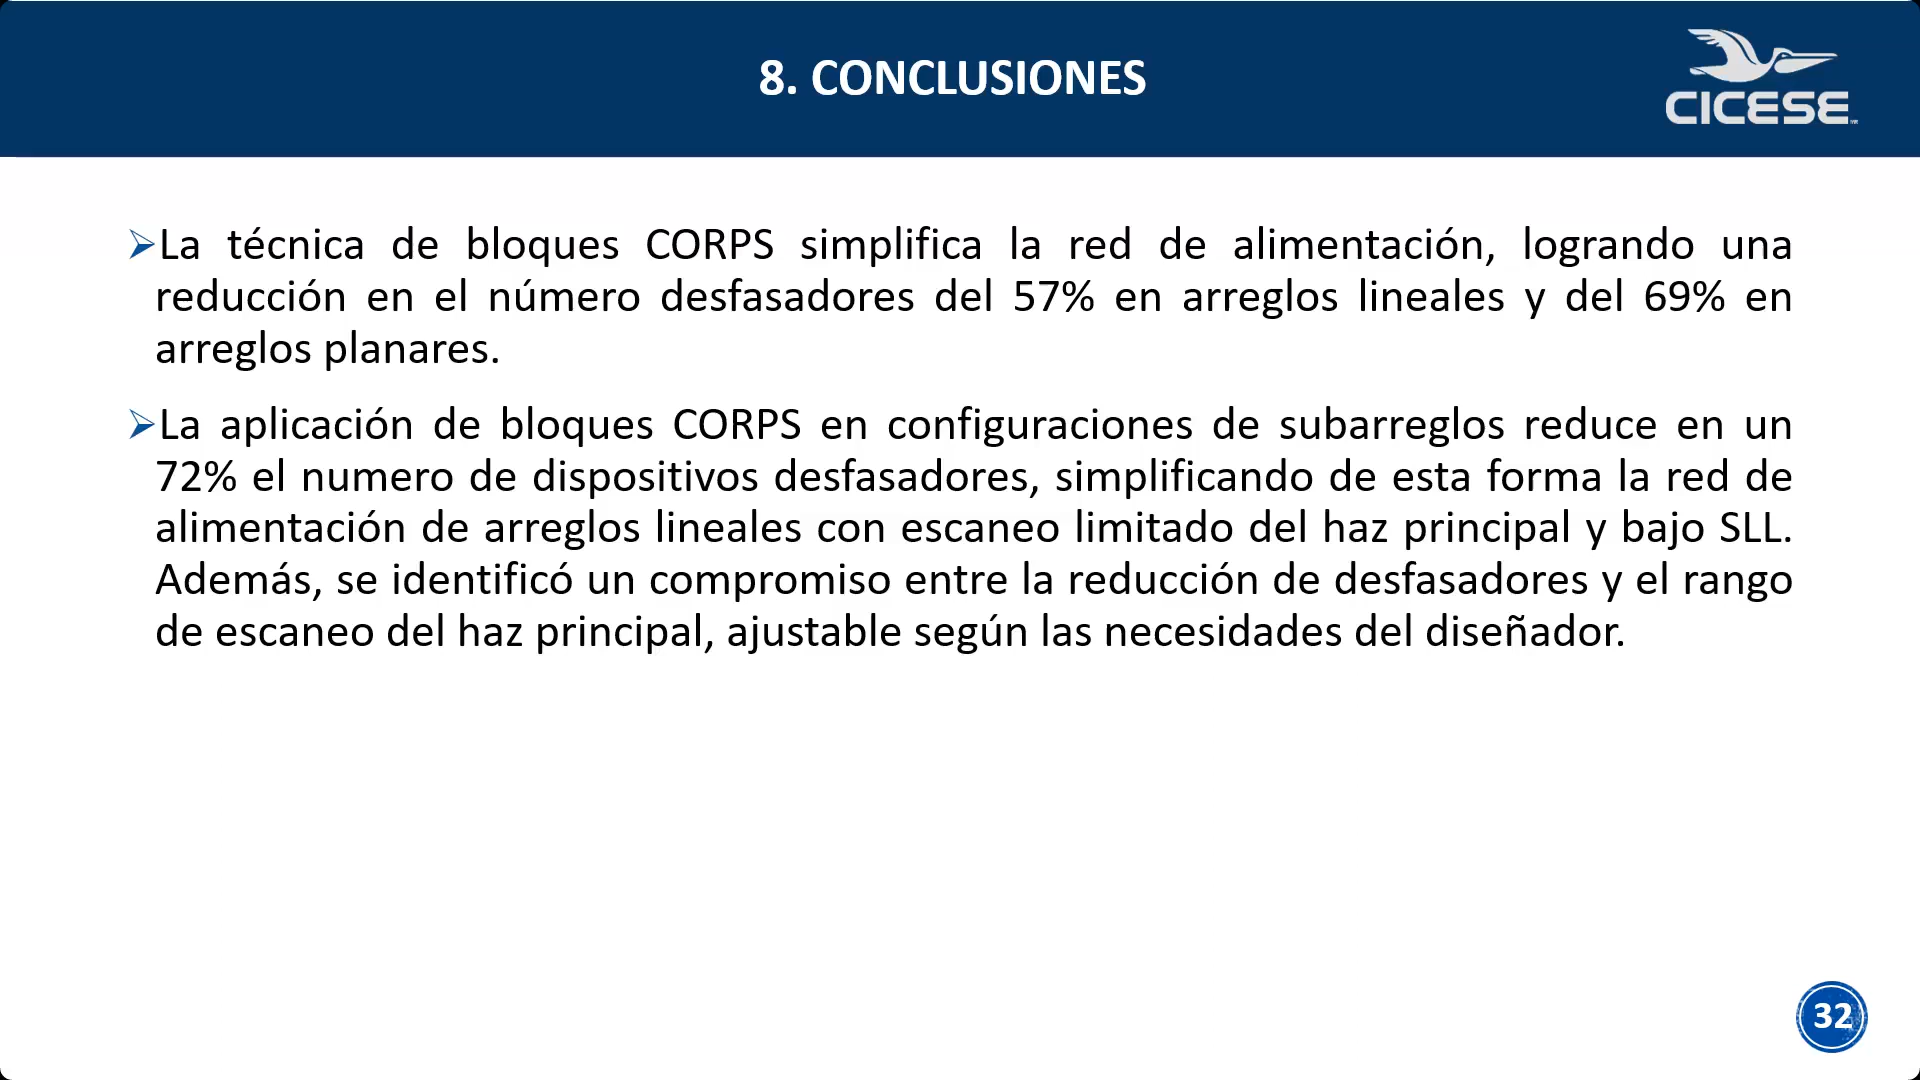 8. CONCLUSIONES
CICESE
➢La técnica de bloques CORPS simplifica la red de alimentación, logrando una
reducción en el número desfasadores del 57% en arreglos lineales y del 69% en
arreglos planares.
➢La aplicación de bloques CORPS en configuraciones de subarreglos reduce en un
72% el numero de dispositivos desfasadores, simplificando de esta forma la red de
alimentación de arreglos lineales con escaneo limitado del haz principal y bajo SLL.
Además, se identificó un compromiso entre la reducción de desfasadores y el rango
de escaneo del haz principal, ajustable según las necesidades del diseñador.
32